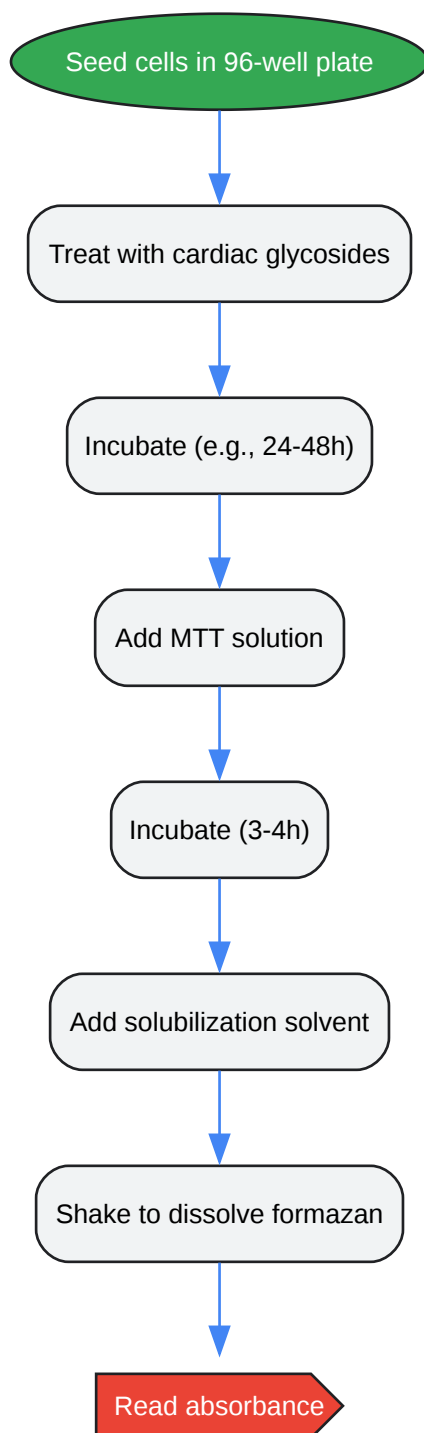 Seed cells in 96-well plate
Treat with cardiac glycosides
Incubate (e.g., 24-48h)
Add MTT solution
Incubate (3-4h)
Add solubilization solvent
Shake to dissolve formazan
Read absorbance